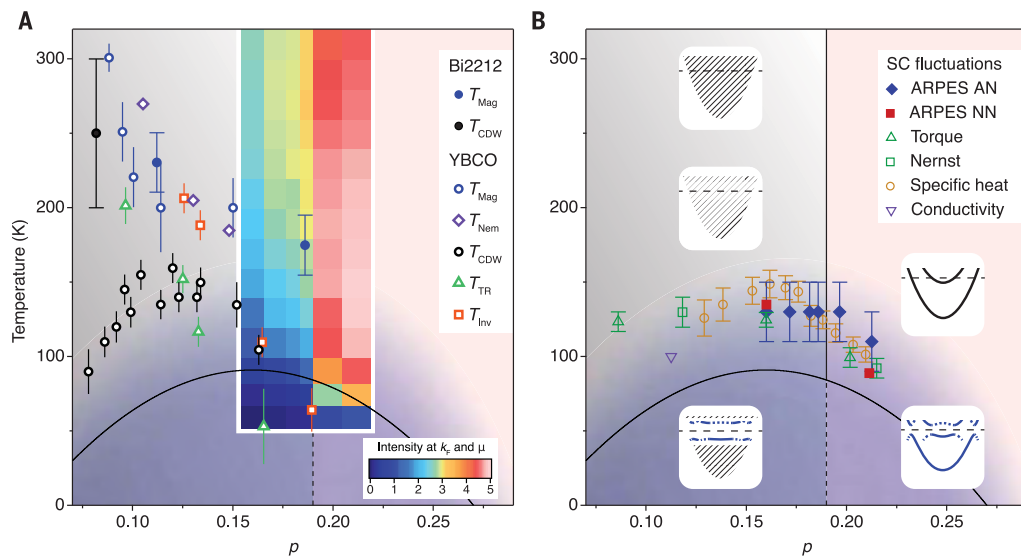 A
300
200
100
0
Temperature (K)
0.10
0.15
0.20
0.25
p
Bi2212
T_Mag
T_CDW
YBCO
T_Mag
T_Nem
T_CDW
T_TR
T_Inv
Intensity at k_F and μ
0 1 2 3 4 5
B
300
200
100
0
0.10
0.15
0.20
0.25
p
SC fluctuations
ARPES AN
ARPES NN
Torque
Nernst
Specific heat
Conductivity